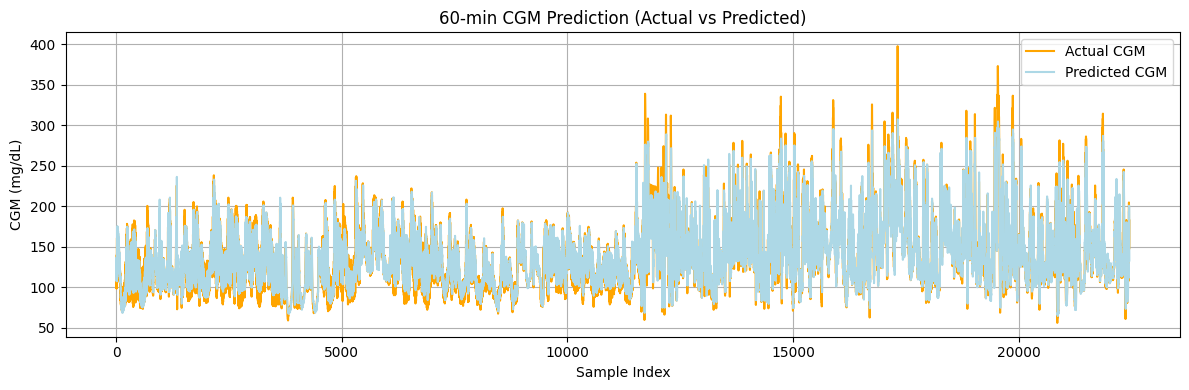 60-min CGM Prediction (Actual vs Predicted)
Actual CGM
Predicted CGM
CGM (mg/dL)
400
350
300
250
200
150
100
50
0
5000
10000
15000
20000
Sample Index